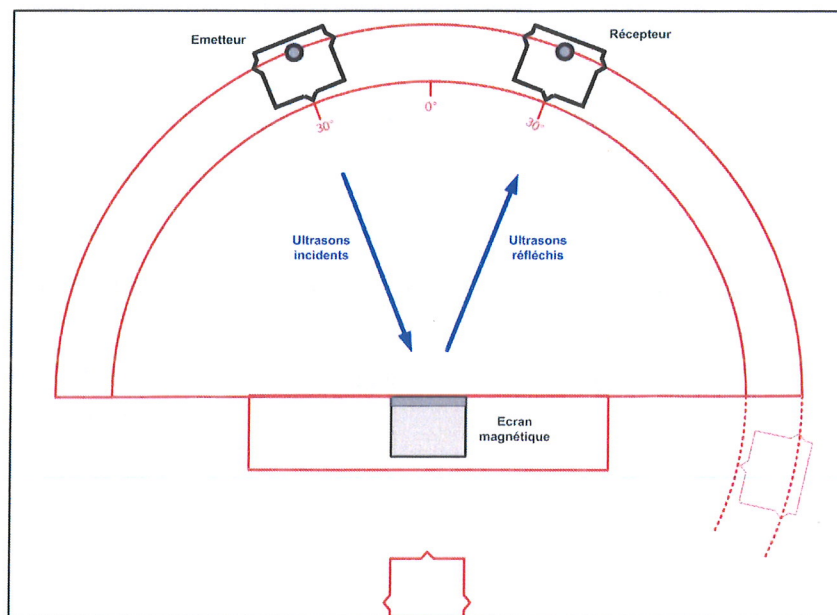 Emetteur
Récepteur
30°
0°
30°
Ultrasons
incidents
Ultrasons
réfléchis
Ecran
magnétique